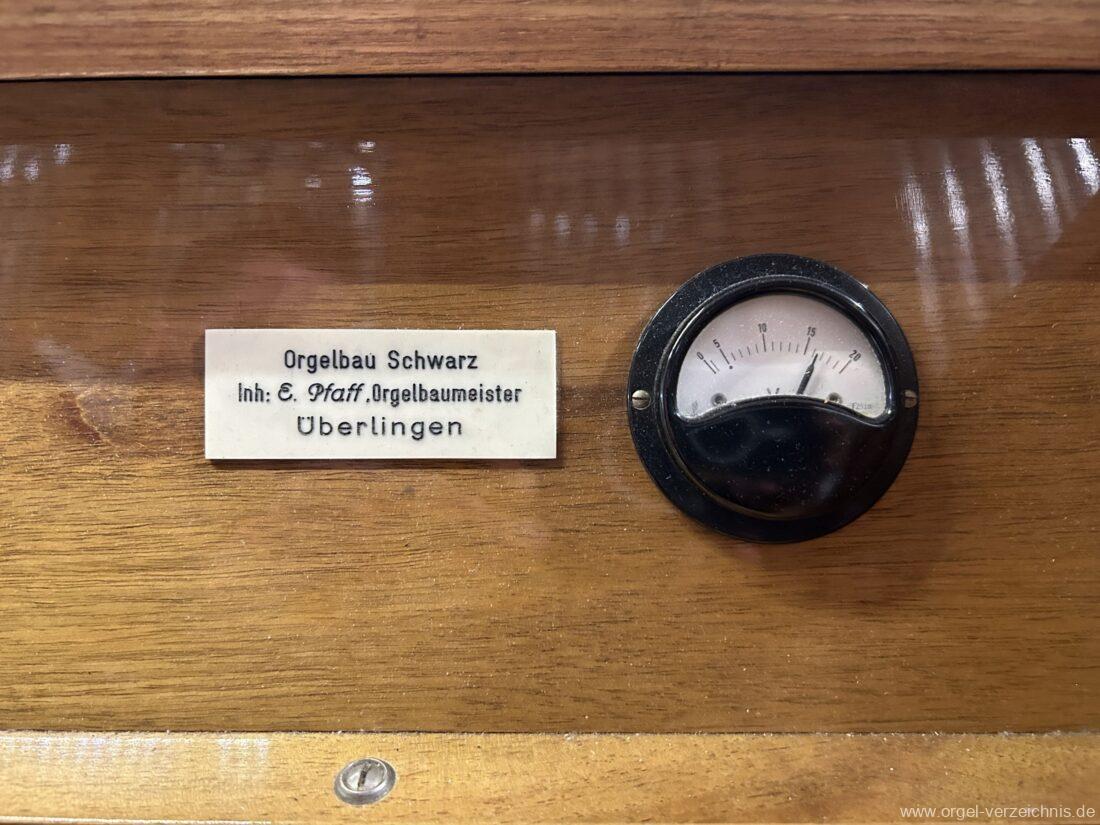 Orgelbau Schwarz
Inh: E. Pfaff, Orgelbaumeister
Überlingen
0 5 10 15 20
V
www.orgel-verzeichnis.de